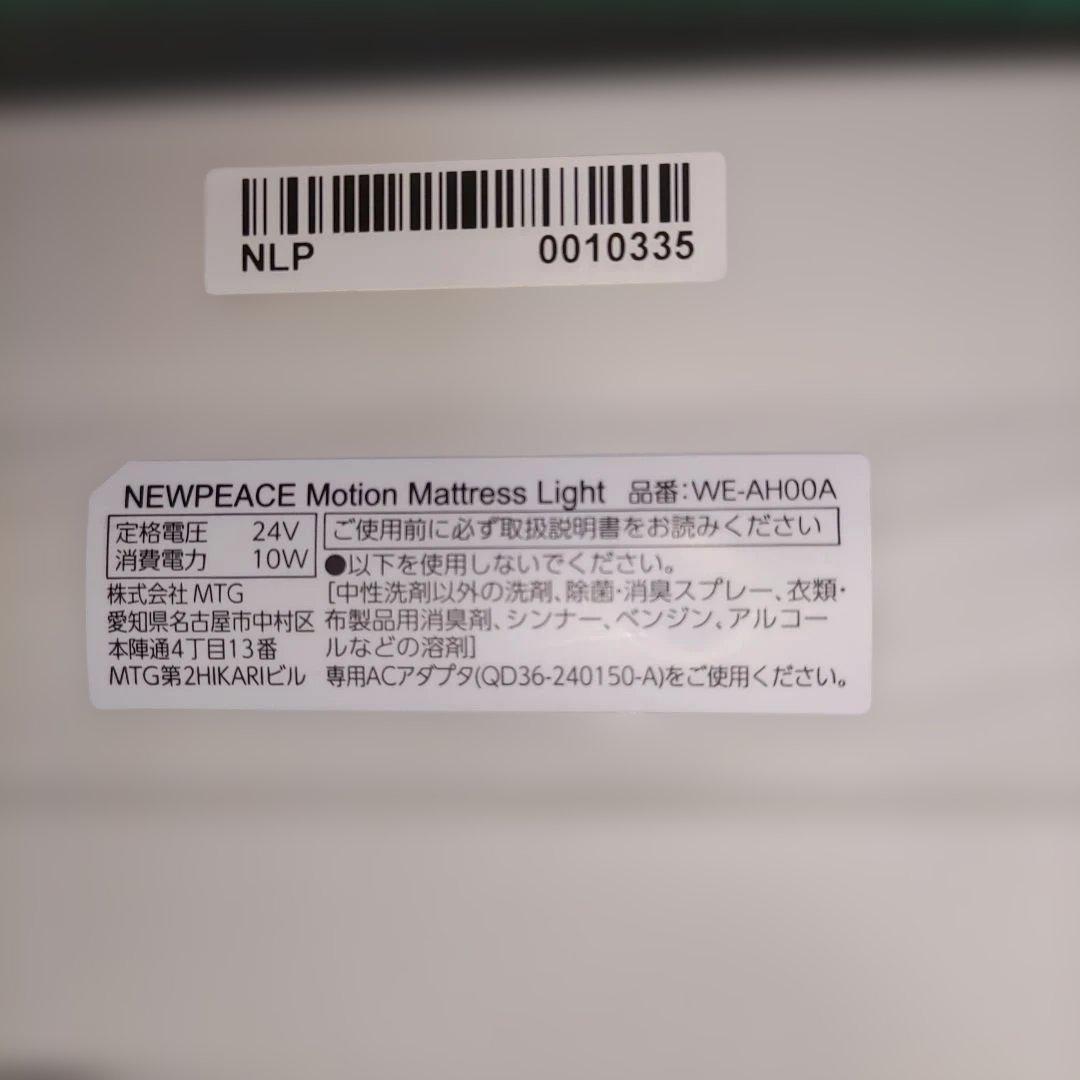 NLP 0010335
NEWPEACE Motion Mattress Light 品番:WE-AH00A
定格電圧 24V
消費電力 10W
株式会社MTG
愛知県名古屋市中村区
本陣通4丁目13番
MTG第2HIKARIビル
ご使用前に必ず取扱説明書をお読みください
●以下を使用しないでください。
[中性洗剤以外の洗剤、除菌・消臭スプレー、衣類・
布製品用消臭剤、シンナー、ベンジン、アルコー
ルなどの溶剤]
専用ACアダプタ(QD36-240150-A)をご使用ください。